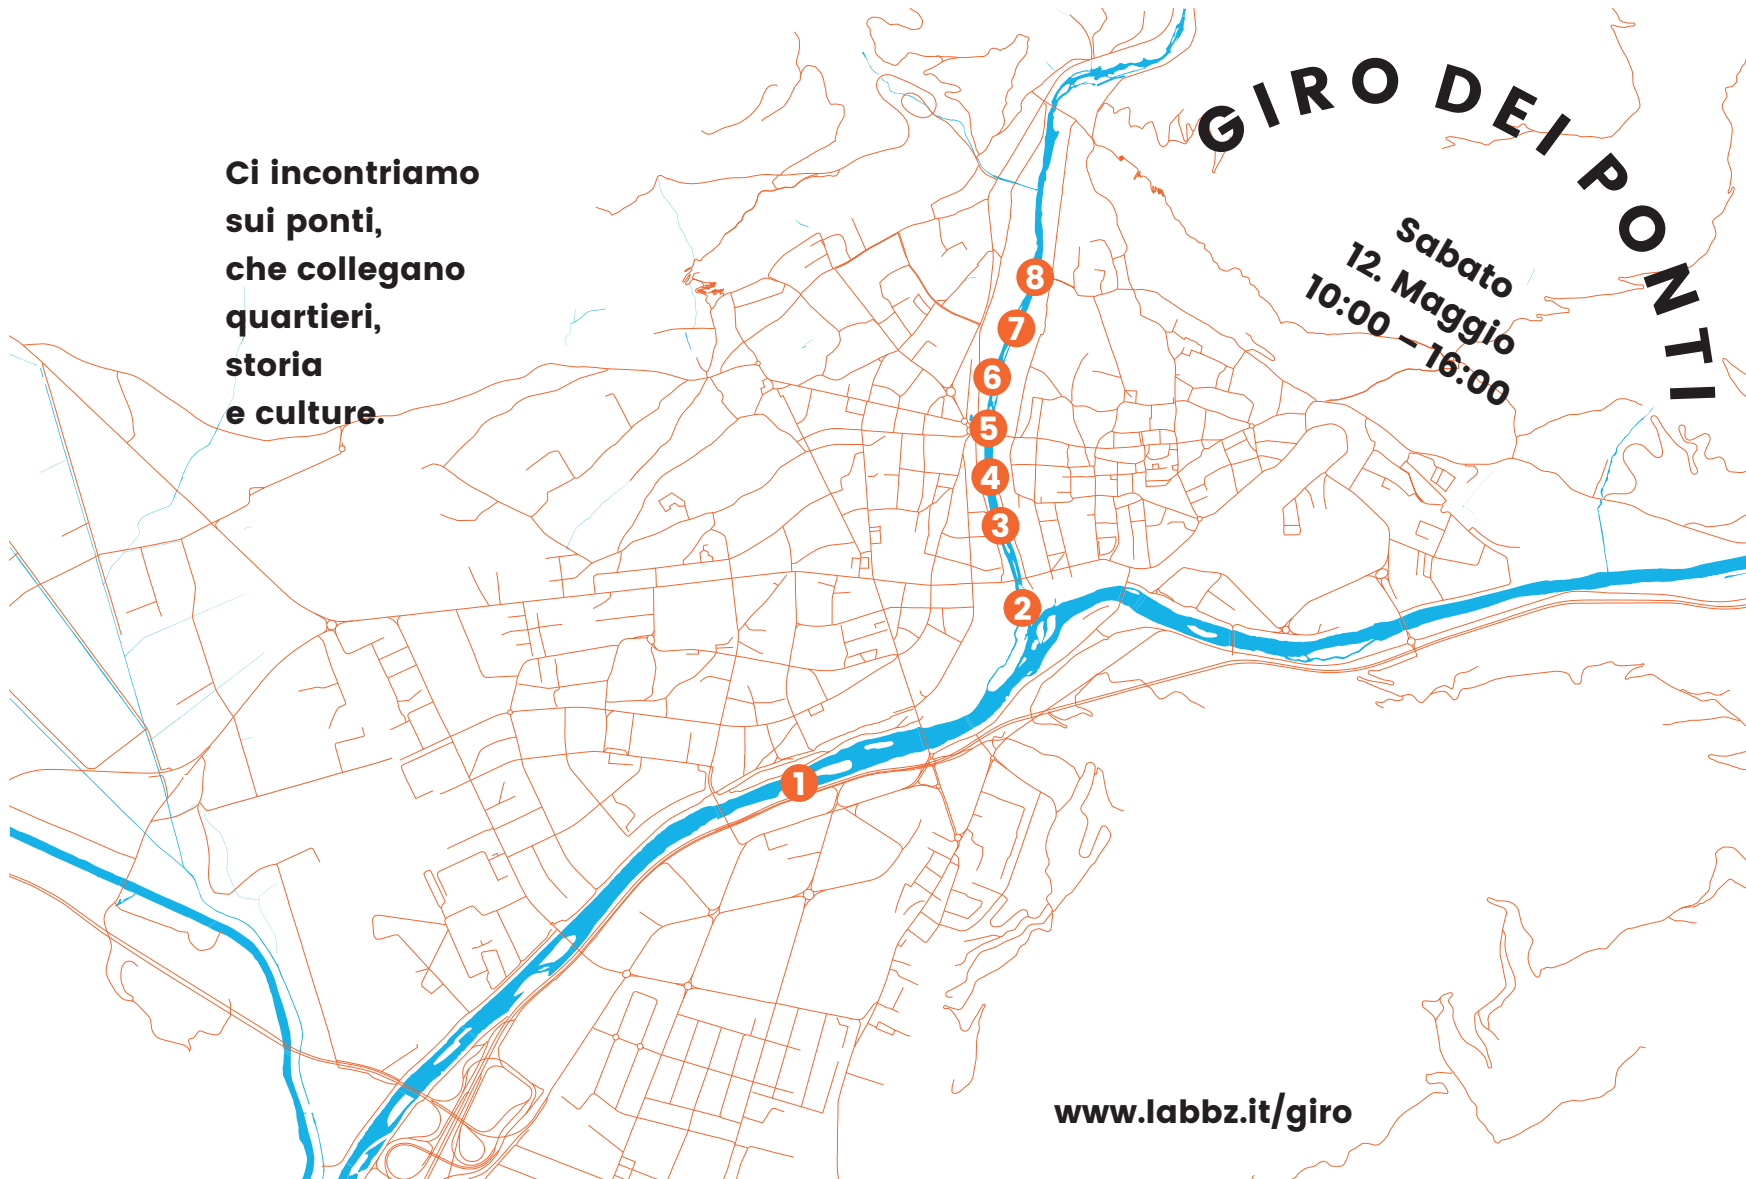 GIRO DEI PONTI
Ci incontriamo
sui ponti,
che collegano
quartieri,
storia
e culture.
Sabato
12. Maggio
10:00 – 16:00
8
7
6
5
4
3
2
1
www.labbz.it/giro